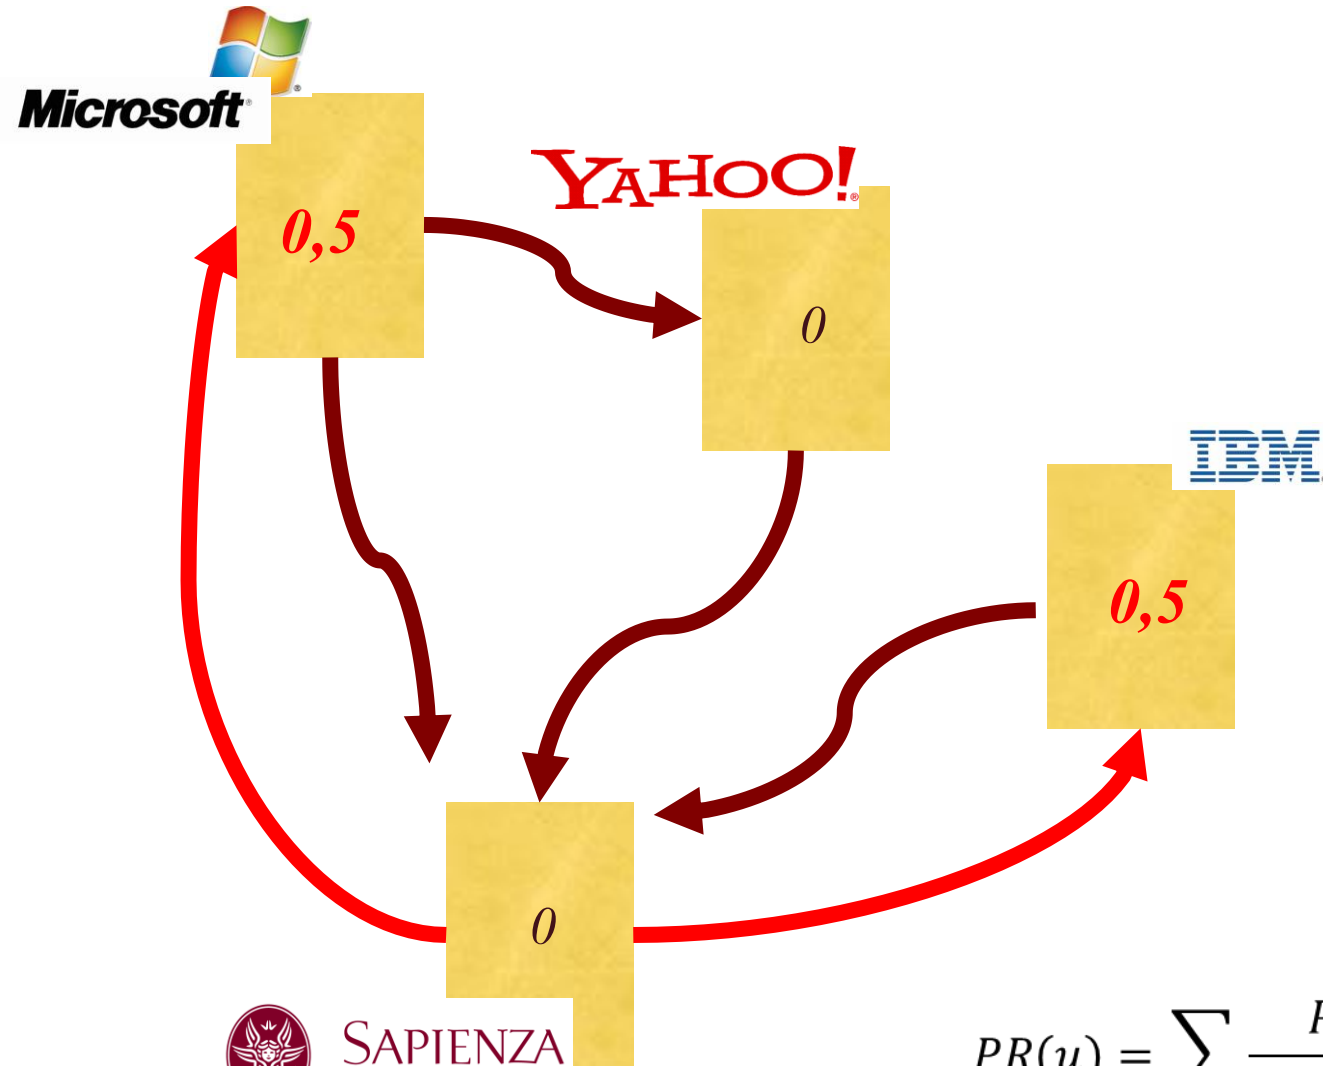 Microsoft
YAHOO!
0,5
0
IBM
0,5
0
SAPIENZA
PR(u) = ∑